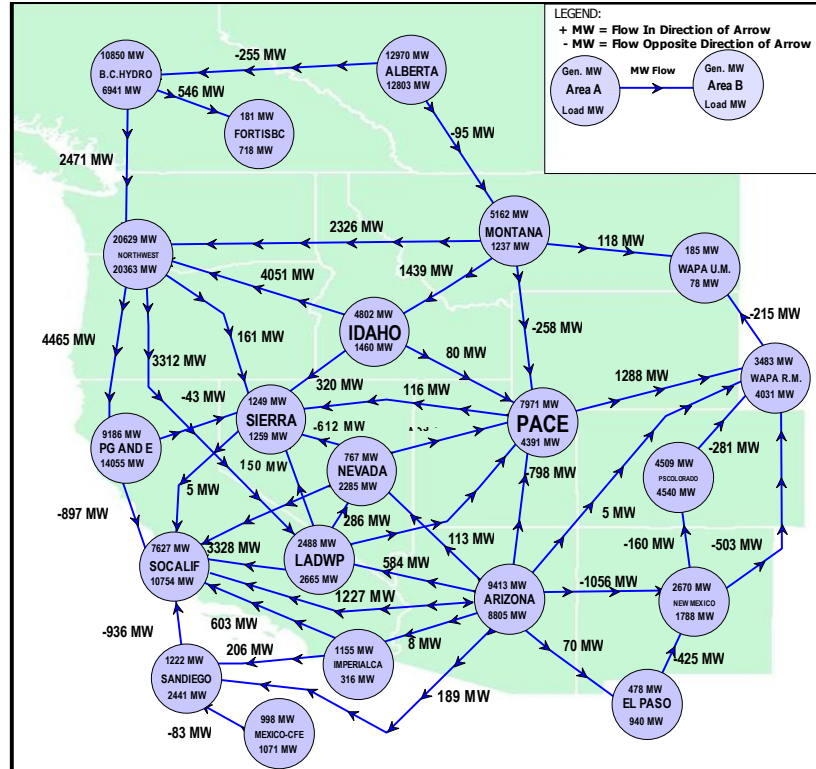 LEGEND:
+ MW = Flow In Direction of Arrow
- MW = Flow Opposite Direction of Arrow
Gen. MW
Area A
Load MW
MW Flow
Gen. MW
Area B
Load MW
10850 MW
B.C.HYDRO
6941 MW
-255 MW
12970 MW
ALBERTA
12803 MW
546 MW
181 MW
FORTISBC
718 MW
-95 MW
2471 MW
5162 MW
MONTANA
1237 MW
2326 MW
118 MW
185 MW
WAPA U.M.
78 MW
20629 MW
NORTHWEST
20363 MW
4051 MW
1439 MW
-258 MW
-215 MW
4802 MW
IDAHO
1460 MW
4465 MW
3312 MW
161 MW
80 MW
320 MW
116 MW
1288 MW
3483 MW
WAPA R.M.
4031 MW
-43 MW
1249 MW
SIERRA
1259 MW
7971 MW
PACE
4391 MW
-612 MW
9186 MW
PG AND E
14055 MW
150 MW
767 MW
NEVADA
2285 MW
-798 MW
-281 MW
4509 MW
PSCOLORADO
4540 MW
5 MW
286 MW
5 MW
-897 MW
3328 MW
2488 MW
LADWP
2665 MW
113 MW
584 MW
-160 MW
-503 MW
7627 MW
SOCALIF
10754 MW
1227 MW
9413 MW
ARIZONA
8805 MW
-1056 MW
2670 MW
NEW MEXICO
1788 MW
603 MW
8 MW
70 MW
-425 MW
-936 MW
206 MW
1155 MW
IMPERIALCA
316 MW
189 MW
1222 MW
SANDIEGO
2441 MW
478 MW
EL PASO
940 MW
-83 MW
998 MW
MEXICO-CFE
1071 MW